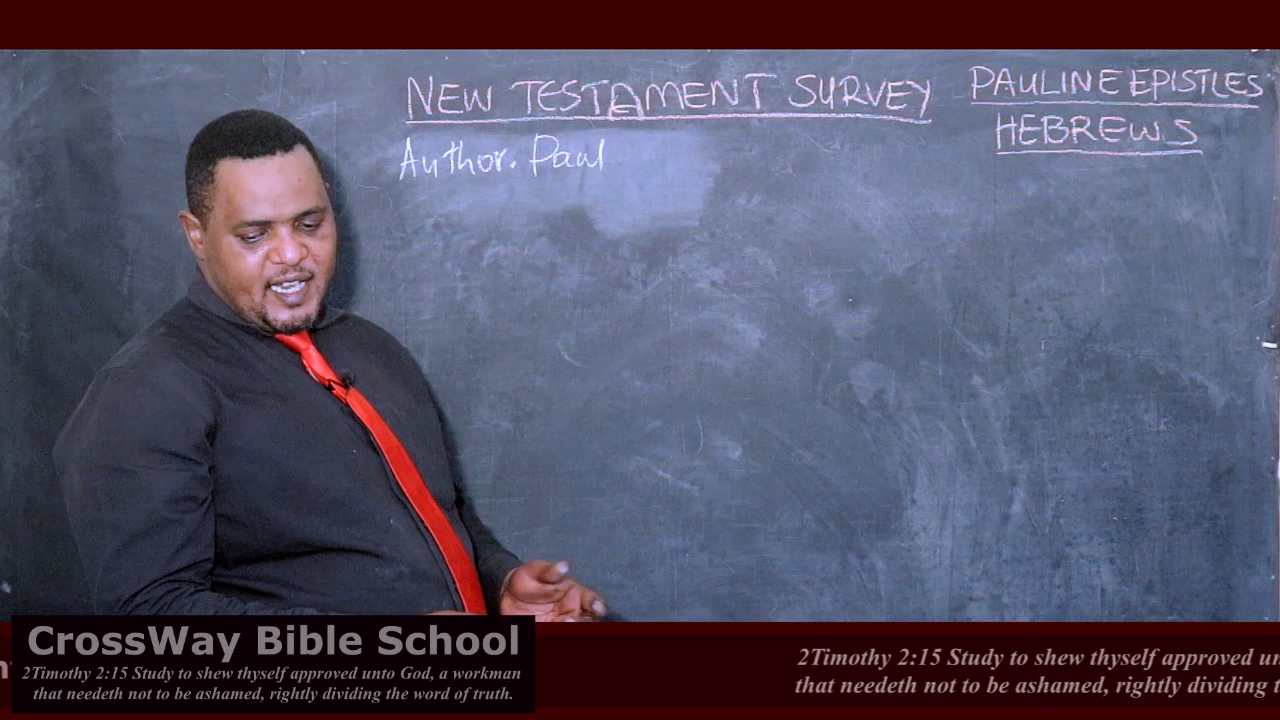 NEW TESTAMENT SURVEY
PAULINE EPISTLES
HEBREWS
Author. Paul
CrossWay Bible School
2Timothy 2:15 Study to shew thyself approved unto God, a workman
that needeth not to be ashamed, rightly dividing the word of truth.
2Timothy 2:15 Study to shew thyself approved un
that needeth not to be ashamed, rightly dividing t